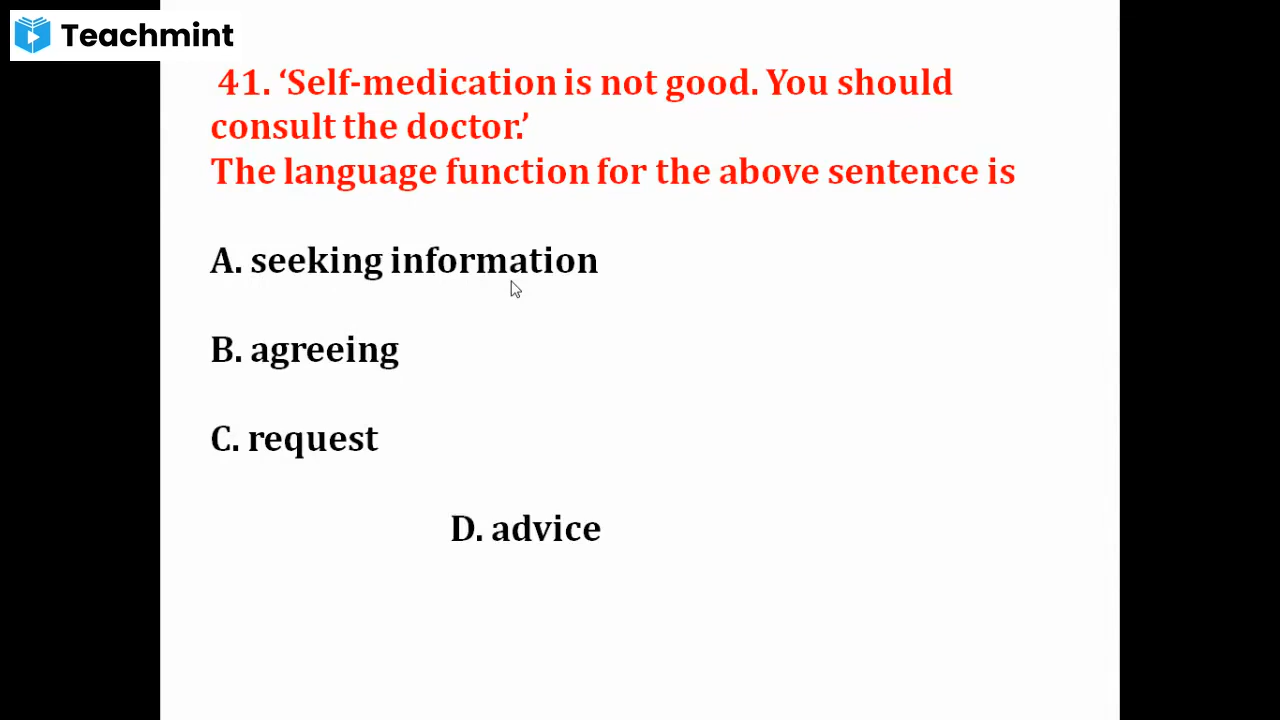 Teachmint
41. ‘Self-medication is not good. You should
consult the doctor.’
The language function for the above sentence is
A. seeking information
B. agreeing
C. request
D. advice